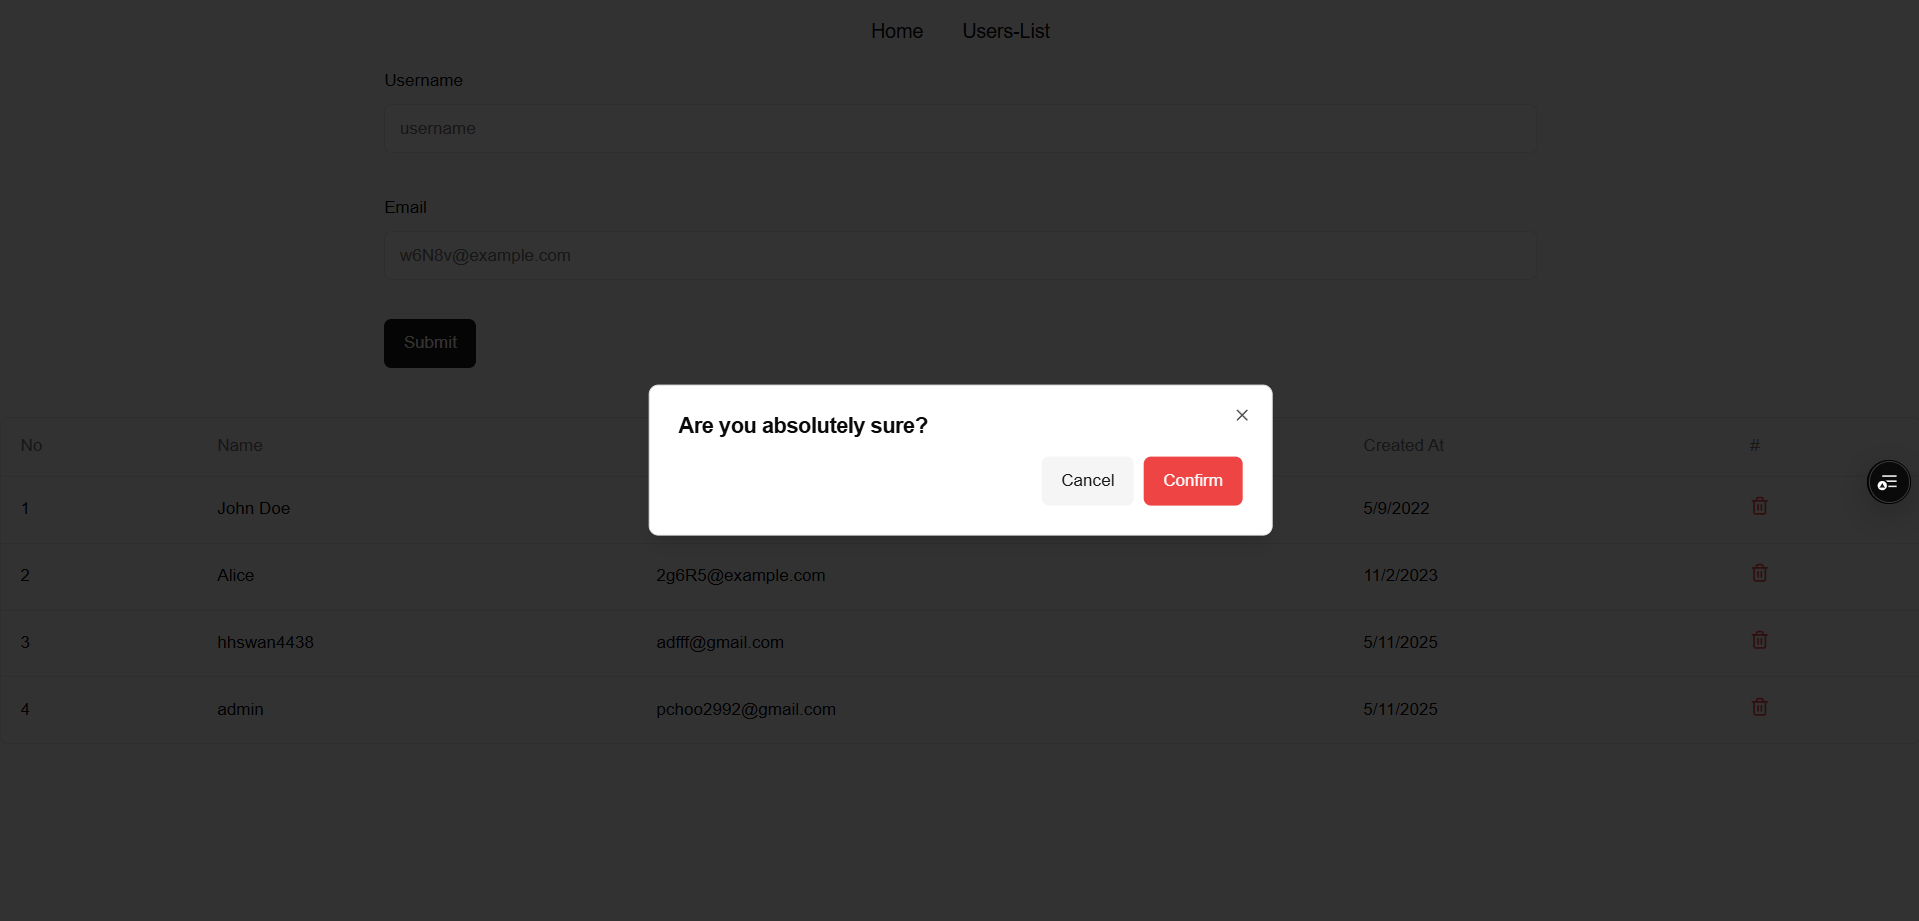 Home Users-List
Username
username
Email
w6N8v@example.com
Submit
Are you absolutely sure?
Cancel Confirm
No Name Created At #
1 John Doe 5/9/2022
2 Alice 2g6R5@example.com 11/2/2023
3 hhswan4438 adfff@gmail.com 5/11/2025
4 admin pchoo2992@gmail.com 5/11/2025